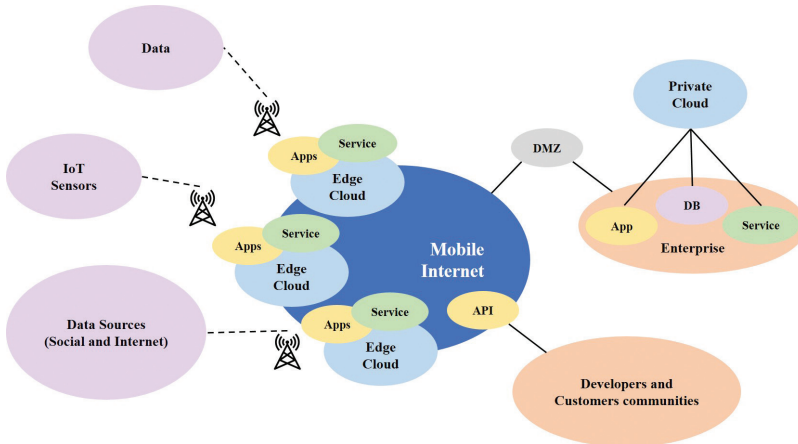 Data
IoT
Sensors
Data Sources
(Social and Internet)
Apps
Service
Edge
Cloud
Apps
Service
Edge
Cloud
Apps
Service
Edge
Cloud
Mobile
Internet
API
DMZ
Private
Cloud
App
DB
Service
Enterprise
Developers and
Customers communities